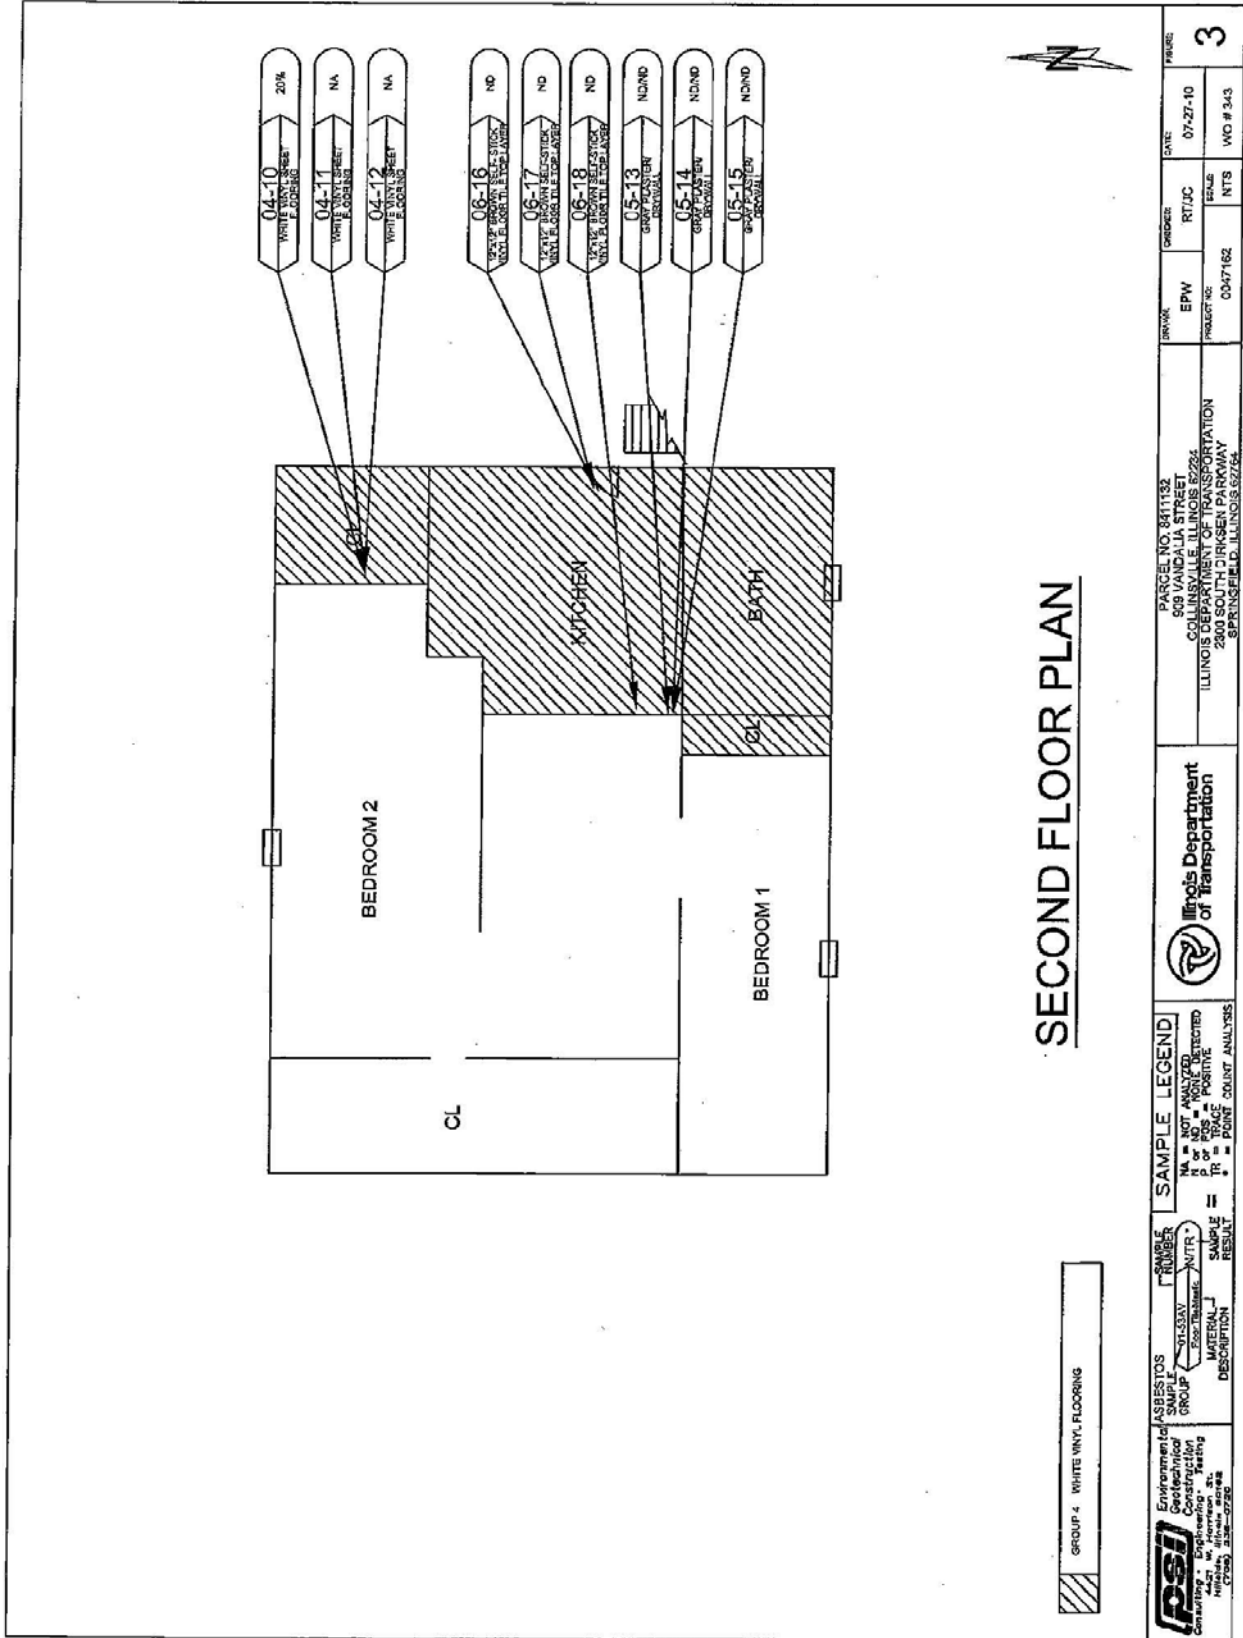 04-10
WHITE VINYL SHEET
FLOORING
20%
04-11
WHITE VINYL SHEET
FLOORING
NA
04-12
WHITE VINYL SHEET
FLOORING
NA
06-16
12"x12" BROWN SELF-STICK
VINYL FLOOR TILE TOP LAYER
ND
06-17
12"x12" BROWN SELF-STICK
VINYL FLOOR TILE TOP LAYER
ND
06-18
12"x12" BROWN SELF-STICK
VINYL FLOOR TILE TOP LAYER
ND
05-13
GRAY PLASTER/
DRYWALL
ND/ND
05-14
GRAY PLASTER/
DRYWALL
ND/ND
05-15
GRAY PLASTER/
DRYWALL
ND/ND
N
CL
KITCHEN
BATH
CL
BEDROOM 2
BEDROOM 1
CL
SECOND FLOOR PLAN
GROUP 4 WHITE VINYL FLOORING
psi
Environmental
Geotechnical
Construction
Consulting • Engineering • Testing
4421 W. Harrison St.
Hillside, Illinois
ASBESTOS
SAMPLE
GROUP
SAMPLE
NUMBER
01-53AV
N/TR *
MATERIAL
DESCRIPTION
SAMPLE
RESULT
=
SAMPLE LEGEND
NA = NOT ANALYZED
N or ND = NONE DETECTED
P or POS = POSITIVE
TR = TRACE
* = POINT COUNT ANALYSIS
Illinois Department
of Transportation
PARCEL NO. 8411132
909 VANDALIA STREET
COLLINSVILLE, ILLINOIS 62234
ILLINOIS DEPARTMENT OF TRANSPORTATION
2300 SOUTH DIRKSEN PARKWAY
SPRINGFIELD, ILLINOIS 62764
DRAWN:
EPW
CHECKED:
RT/JC
DATE:
07-27-10
FIGURE:
3
PROJECT NO:
0047162
SCALE:
NTS
WO # 343